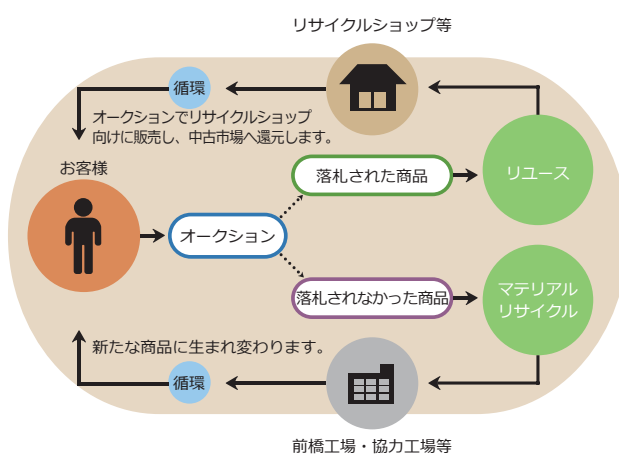 リサイクルショップ等
循環
オークションでリサイクルショップ
向けに販売し、中古市場へ還元します。
お客様
落札された商品
リユース
オークション
落札されなかった商品
マテリアル
リサイクル
新たな商品に生まれ変わります。
循環
前橋工場・協力工場等